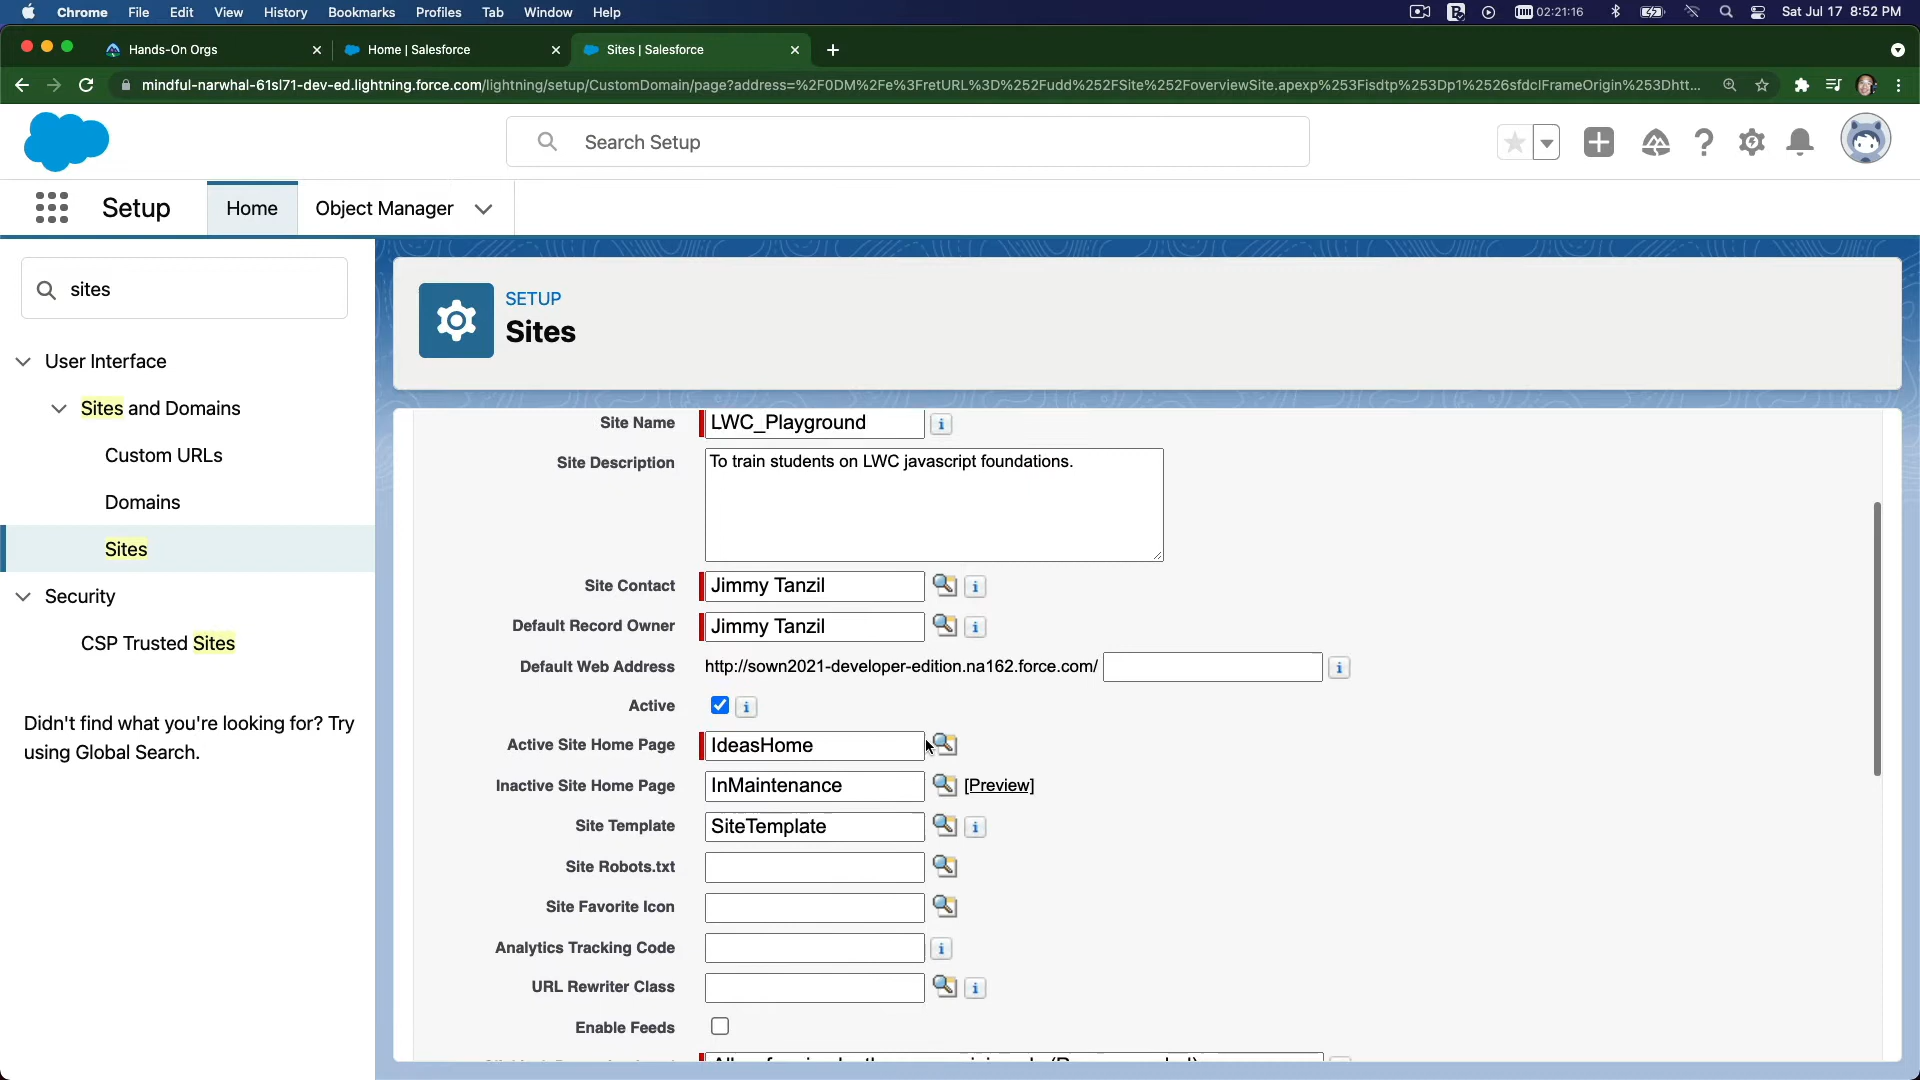 Chrome File Edit View History Bookmarks Profiles Tab Window Help 02:21:16 Sat Jul 17 8:52 PM
Hands-On Orgs Home | Salesforce Sites | Salesforce
mindful-narwhal-61sl71-dev-ed.lightning.force.com/lightning/setup/CustomDomain/page?address=%2F0DM%2Fe%3FretURL%3D%252Fudd%252FSite%252FoverviewSite.apexp%253Fisdtp%253Dp1%2526sfdcIFrameOrigin%253Dhtt...
Search Setup
Setup Home Object Manager
sites
User Interface
Sites and Domains
Custom URLs
Domains
Sites
Security
CSP Trusted Sites
Didn't find what you're looking for? Try
using Global Search.
SETUP
Sites
Site Name LWC_Playground
Site Description To train students on LWC javascript foundations.
Site Contact Jimmy Tanzil
Default Record Owner Jimmy Tanzil
Default Web Address http://sown2021-developer-edition.na162.force.com/
Active
Active Site Home Page IdeasHome
Inactive Site Home Page InMaintenance [Preview]
Site Template SiteTemplate
Site Robots.txt
Site Favorite Icon
Analytics Tracking Code
URL Rewriter Class
Enable Feeds